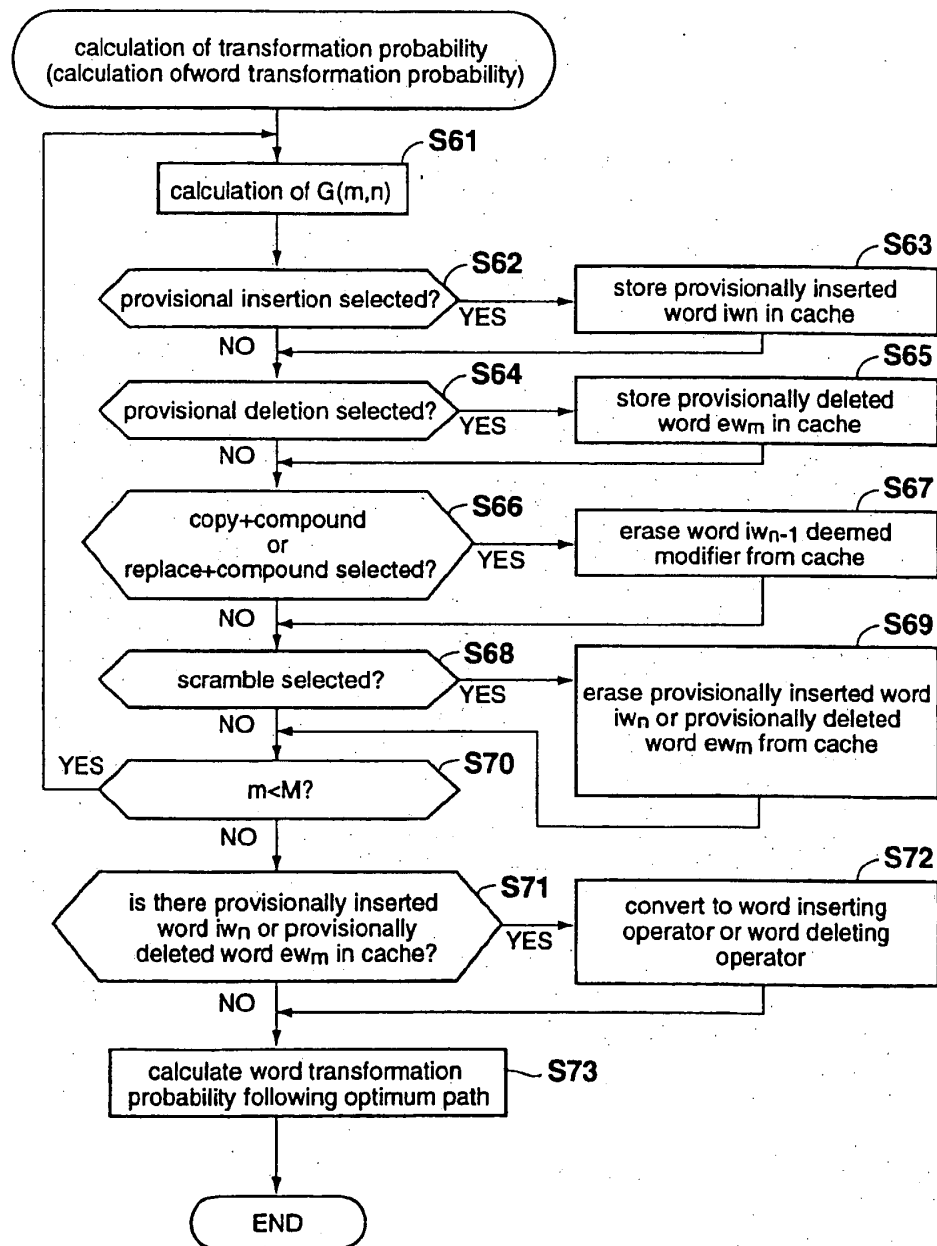 calculation of transformation probability
(calculation ofword transformation probability)
S61
calculation of G(m,n)
S62
provisional insertion selected?
YES
NO
S63
store provisionally inserted
word iwn in cache
S64
provisional deletion selected?
YES
NO
S65
store provisionally deleted
word ewm in cache
S66
copy+compound
or
replace+compound selected?
YES
NO
S67
erase word iwn-1 deemed
modifier from cache
S68
scramble selected?
YES
NO
S69
erase provisionally inserted word
iwn or provisionally deleted
word ewm from cache
S70
m<M?
YES
NO
S71
is there provisionally inserted
word iwn or provisionally
deleted word ewm in cache?
YES
NO
S72
convert to word inserting
operator or word deleting
operator
S73
calculate word transformation
probability following optimum path
END